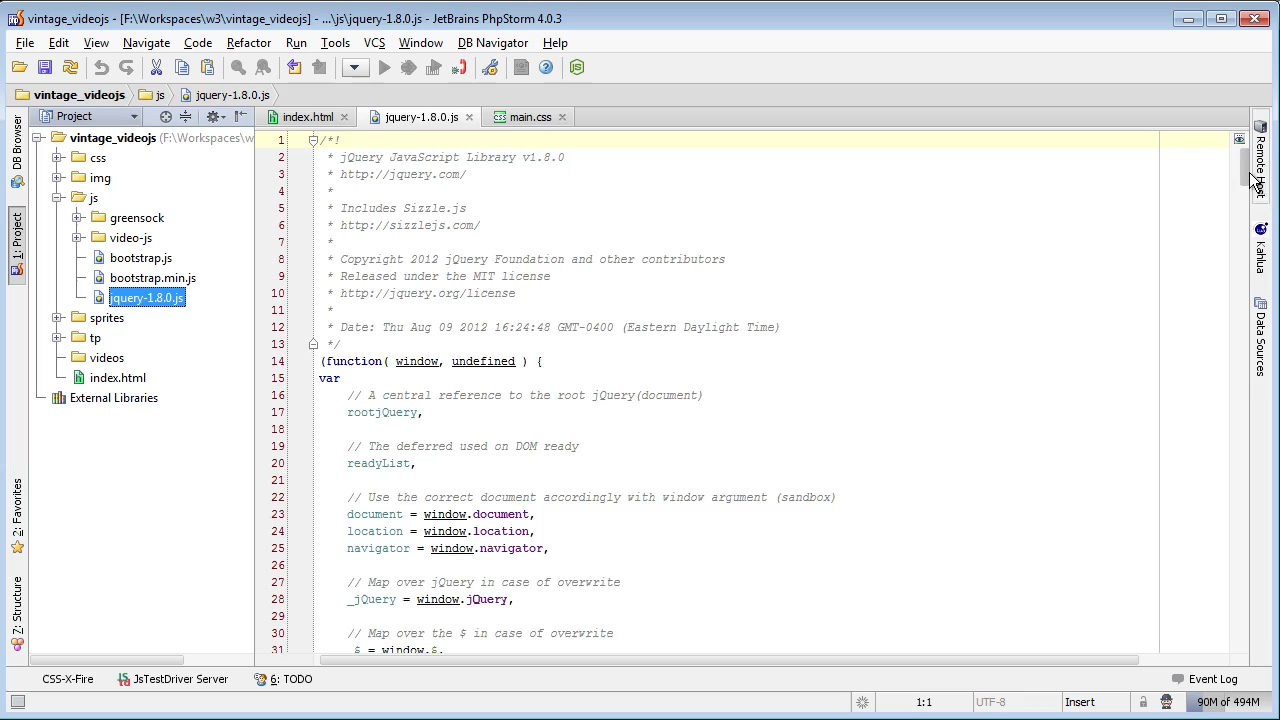 vintage_videojs - [F:\Workspaces\w3\vintage_videojs] - ...\js\jquery-1.8.0.js - JetBrains PhpStorm 4.0.3
File Edit View Navigate Code Refactor Run Tools VCS Window DB Navigator Help
vintage_videojs js jquery-1.8.0.js
Project
index.html jquery-1.8.0.js main.css
DB Browser
1: Project
2: Favorites
7: Structure
vintage_videojs (F:\Workspaces\w
css
img
js
greensock
video-js
bootstrap.js
bootstrap.min.js
jquery-1.8.0.js
sprites
tp
videos
index.html
External Libraries
1 /*!
2 * jQuery JavaScript Library v1.8.0
3 * http://jquery.com/
4 *
5 * Includes Sizzle.js
6 * http://sizzlejs.com/
7 *
8 * Copyright 2012 jQuery Foundation and other contributors
9 * Released under the MIT license
10 * http://jquery.org/license
11 *
12 * Date: Thu Aug 09 2012 16:24:48 GMT-0400 (Eastern Daylight Time)
13 */
14 (function( window, undefined ) {
15 var
16 // A central reference to the root jQuery(document)
17 rootjQuery,
18
19 // The deferred used on DOM ready
20 readyList,
21
22 // Use the correct document accordingly with window argument (sandbox)
23 document = window.document,
24 location = window.location,
25 navigator = window.navigator,
26
27 // Map over jQuery in case of overwrite
28 _jQuery = window.jQuery,
29
30 // Map over the $ in case of overwrite
31 _$ = window.$,
Remote Host
Kahlua
Data Sources
CSS-X-Fire JsTestDriver Server 6: TODO Event Log
1:1 UTF-8 Insert 90M of 494M